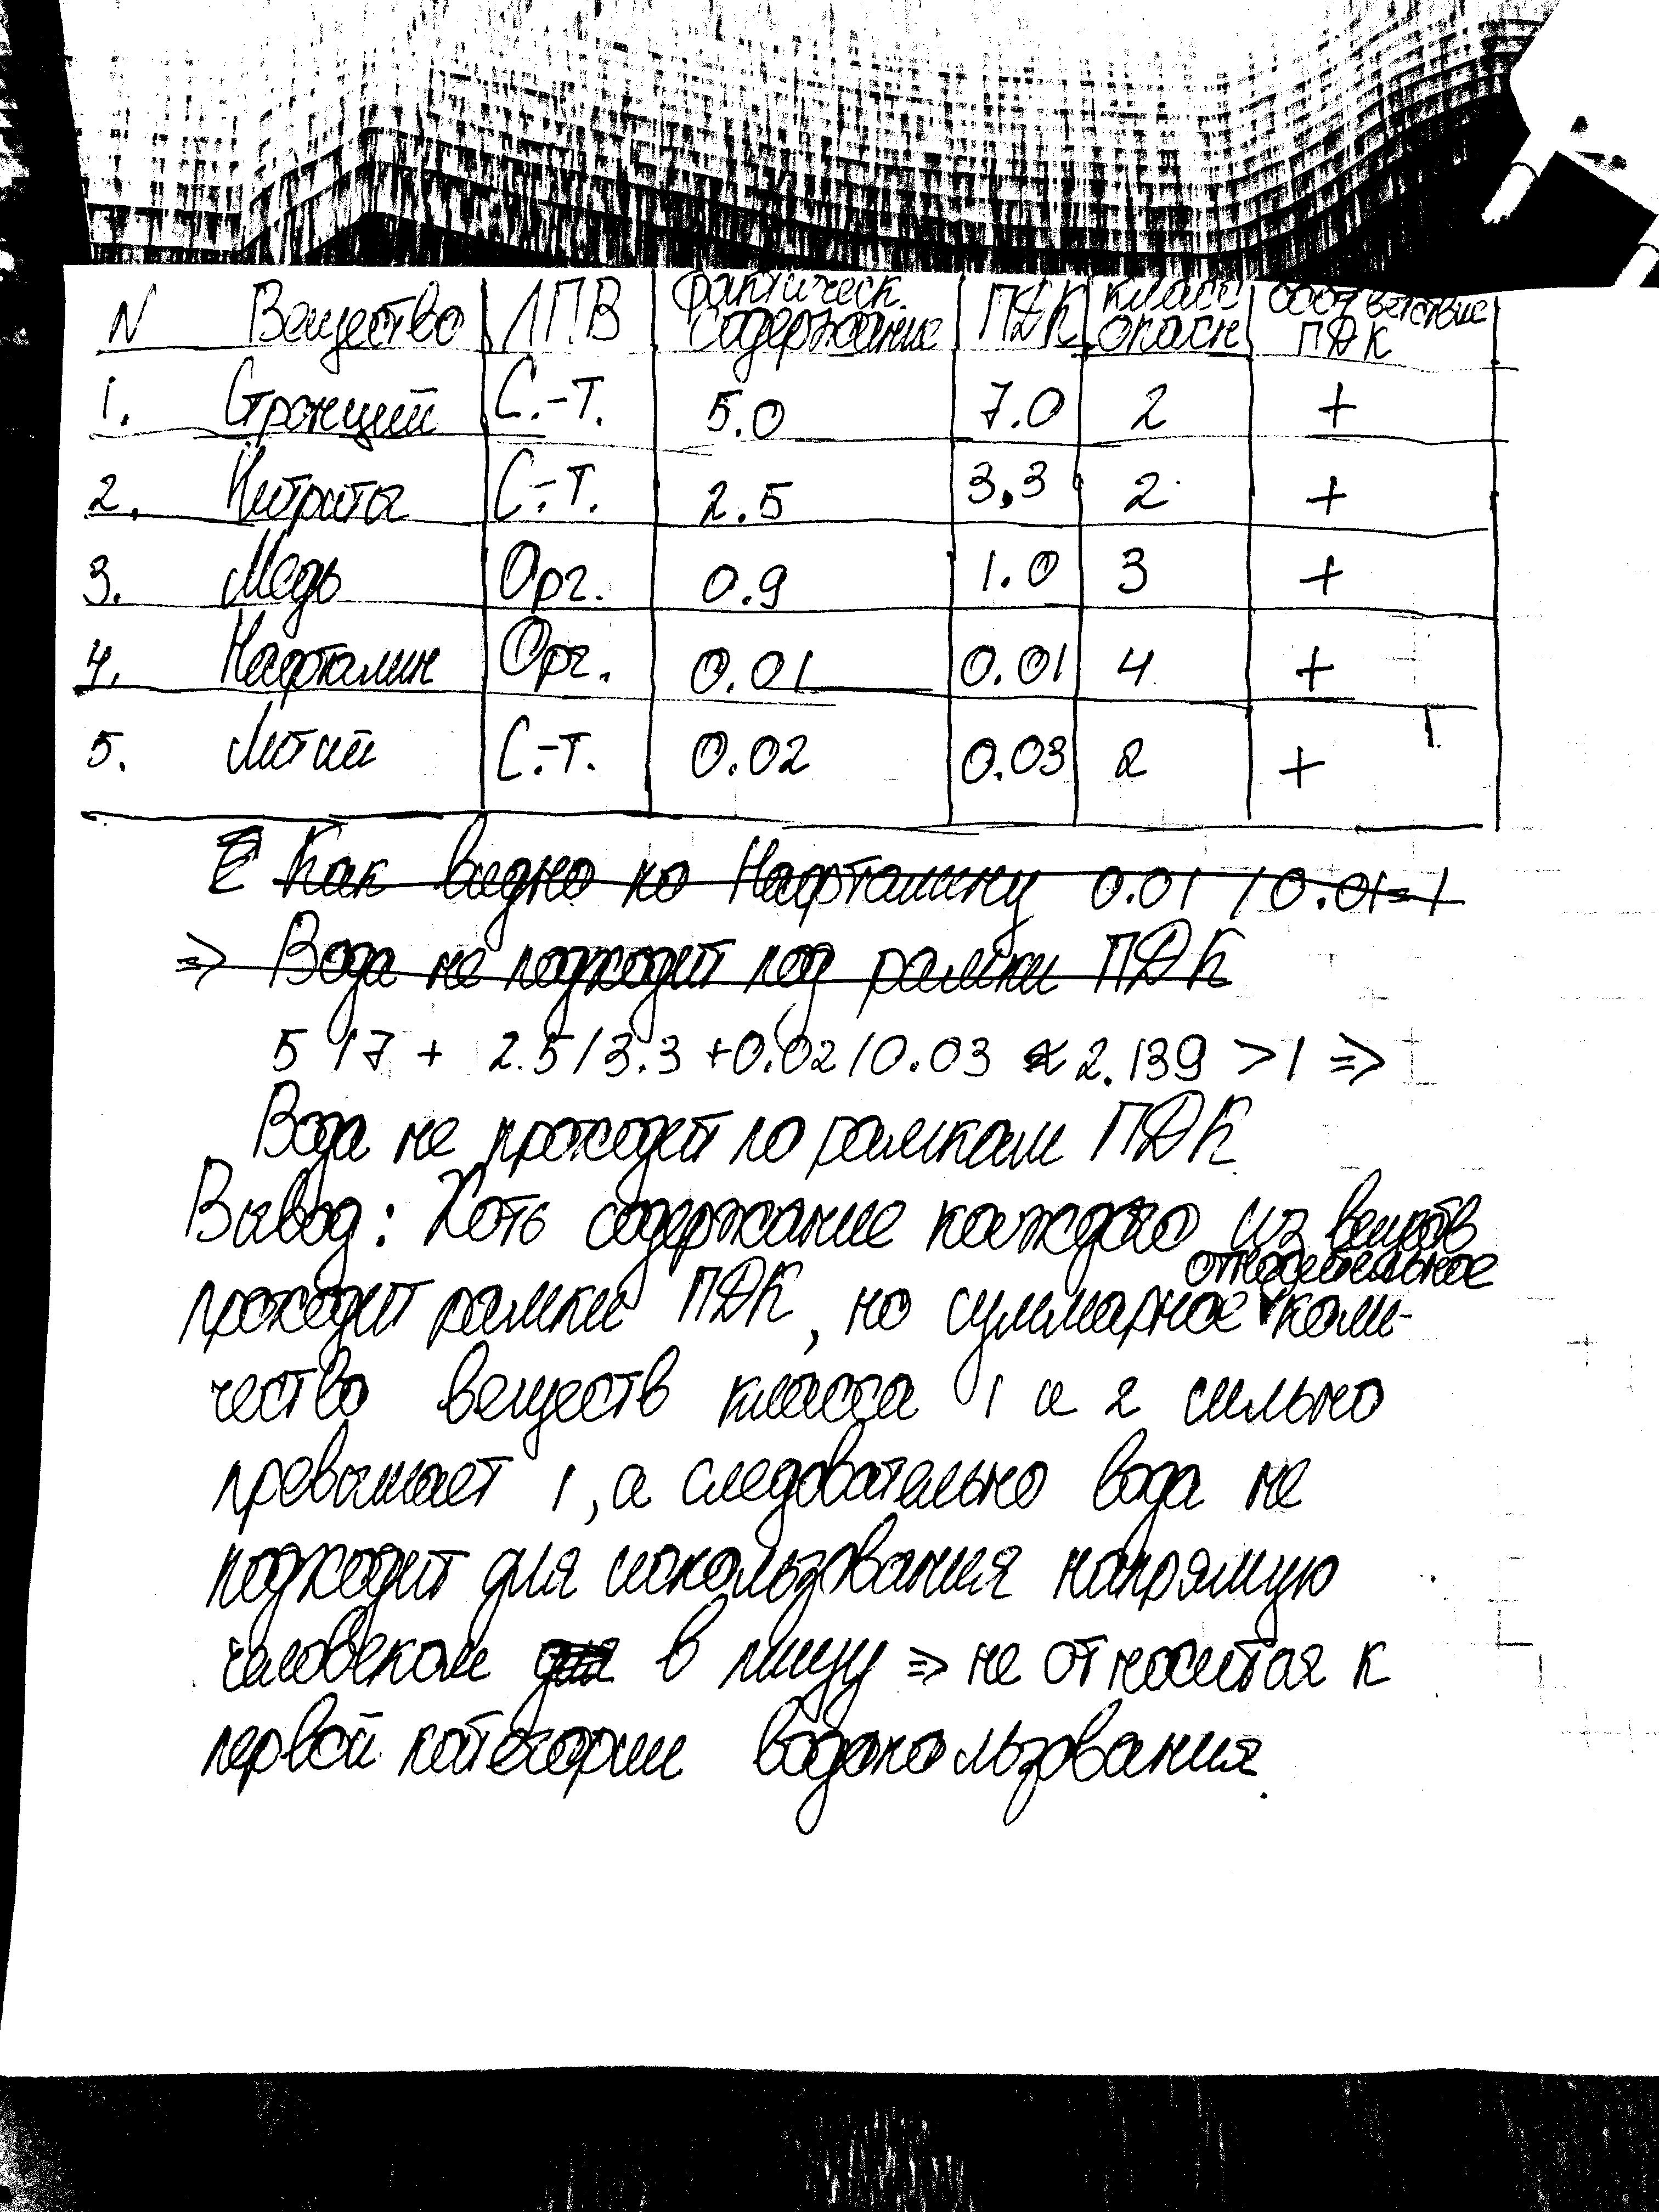 N Вещество ЛПВ Фактическ. содержание ПДК класс опасн соответствие ПДК
1. Стронций С.-Т. 5.0 7.0 2 +
2. Нитраты С.-Т. 2.5 3,3 2 +
3. Медь Орг. 0.9 1.0 3 +
4. Нафталин Орг. 0.01 0.01 4 +
5. Литий С.-Т. 0.02 0.03 2 +
Как видно по Нафталину 0.01 / 0.01=1
=> Вода не подходит под рамки ПДК
5 / 7 + 2.5 / 3.3 + 0.02 / 0.03 ≈ 2.139 > 1 =>
Вода не проходит по рамкам ПДК
Вывод: Хоть содержание каждого из веществ
проходит рамки ПДК, но суммарное относительное коли-
чество веществ класса 1 и 2 сильно
превышает 1, а следовательно вода не
подходит для использования напрямую
человеком для в пищу => не относится к
первой категории водопользования.